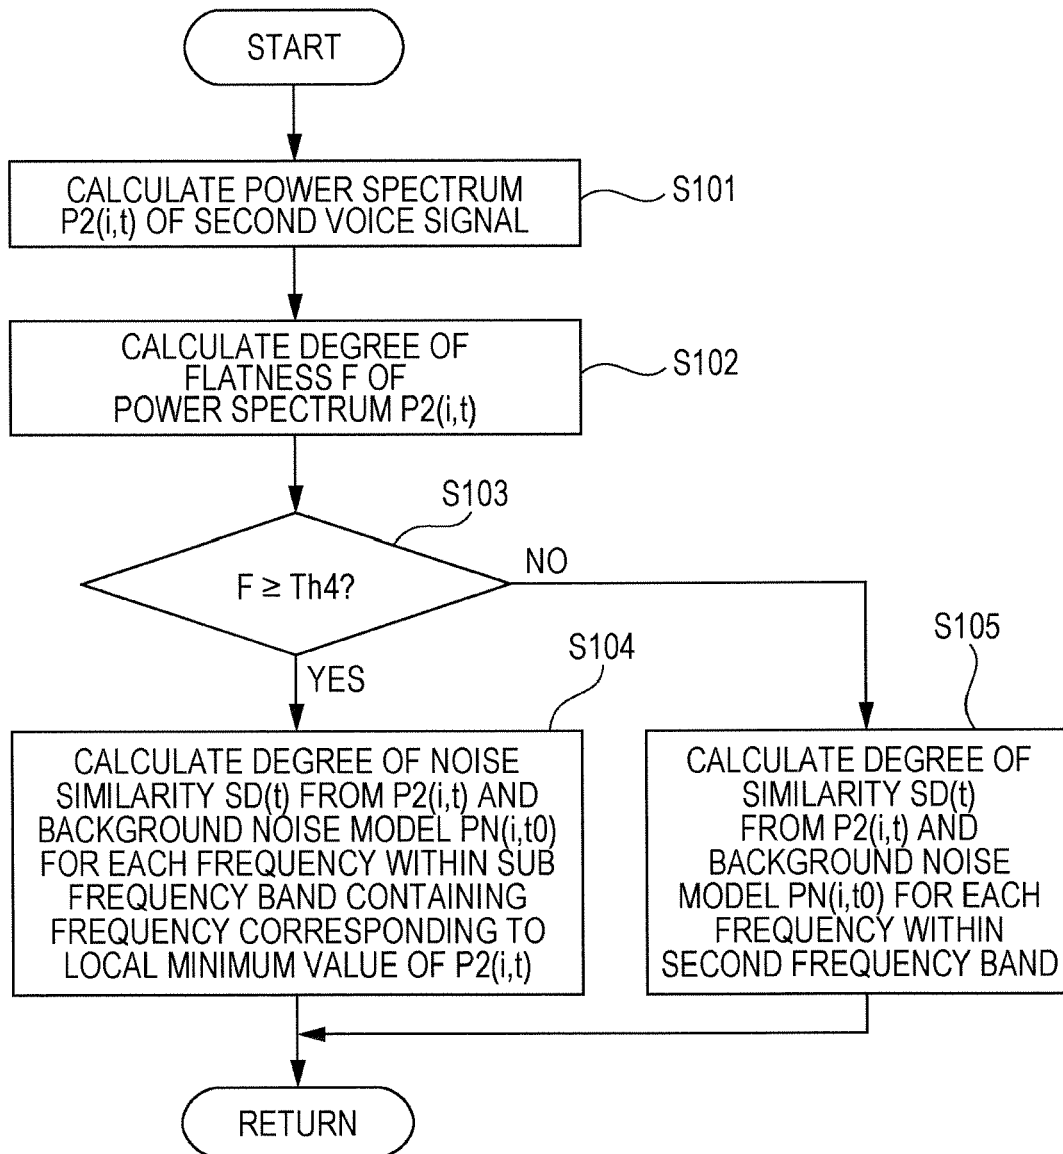 START
CALCULATE POWER SPECTRUM
P2(i,t) OF SECOND VOICE SIGNAL
S101
CALCULATE DEGREE OF
FLATNESS F OF
POWER SPECTRUM P2(i,t)
S102
S103
F ≥ Th4?
NO
YES
S104
CALCULATE DEGREE OF NOISE
SIMILARITY SD(t) FROM P2(i,t) AND
BACKGROUND NOISE MODEL PN(i,t0)
FOR EACH FREQUENCY WITHIN SUB
FREQUENCY BAND CONTAINING
FREQUENCY CORRESPONDING TO
LOCAL MINIMUM VALUE OF P2(i,t)
S105
CALCULATE DEGREE OF
SIMILARITY SD(t)
FROM P2(i,t) AND
BACKGROUND NOISE
MODEL PN(i,t0) FOR EACH
FREQUENCY WITHIN
SECOND FREQUENCY BAND
RETURN